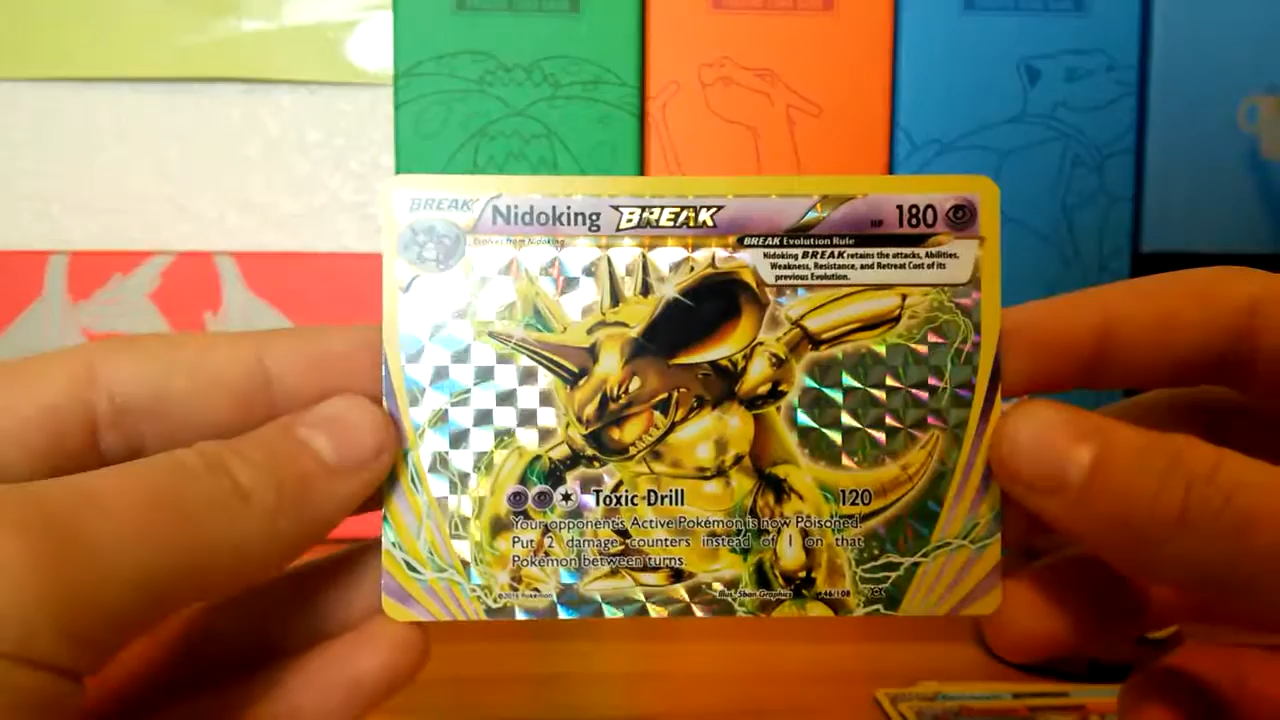 BREAK
Nidoking BREAK
HP 180
Evolves from Nidoking
BREAK Evolution Rule
Nidoking BREAK retains the attacks, Abilities,
Weakness, Resistance, and Retreat Cost of its
previous Evolution.
Toxic Drill 120
Your opponent's Active Pokémon is now Poisoned.
Put 2 damage counters instead of 1 on that
Pokémon between turns.
©2016 Pokémon
Illus. 5ban Graphics
46/108